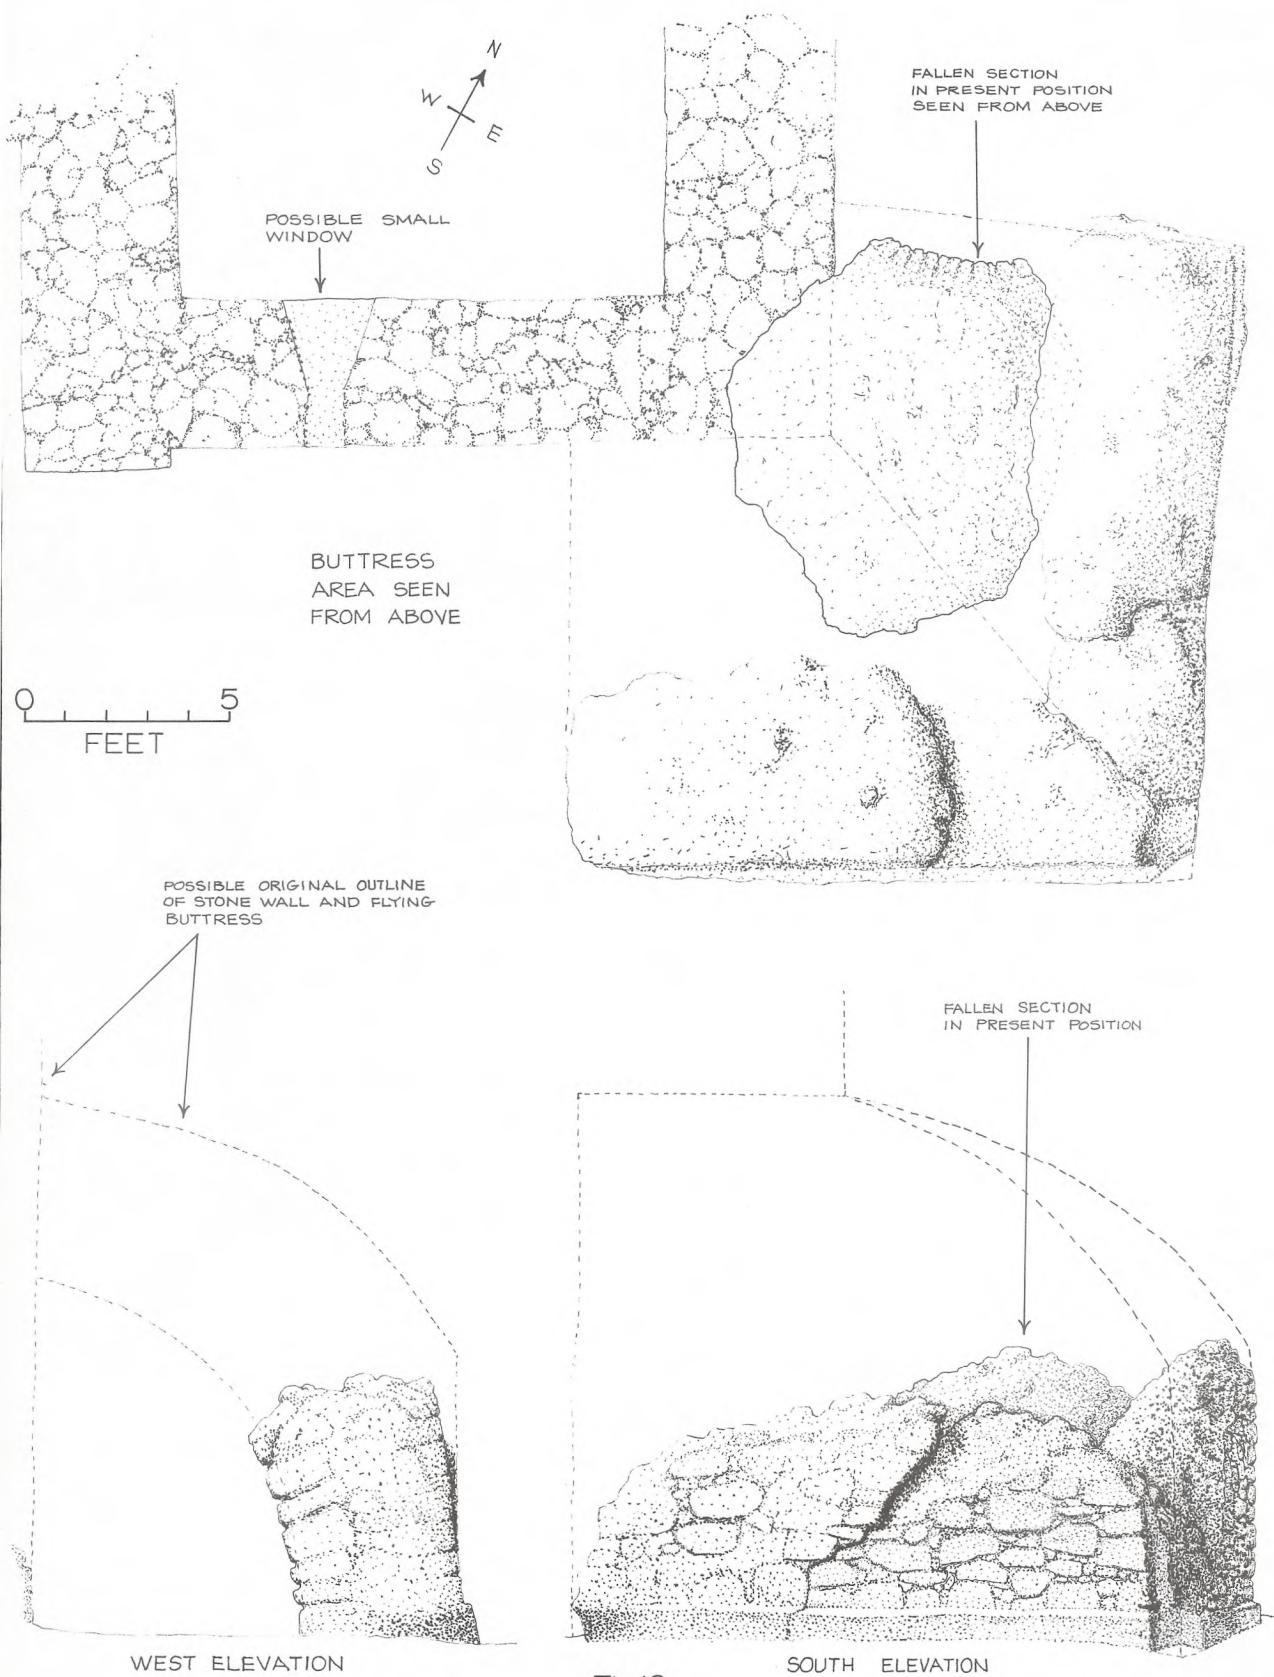 N
W
E
S
FALLEN SECTION
IN PRESENT POSITION
SEEN FROM ABOVE
POSSIBLE SMALL
WINDOW
BUTTRESS
AREA SEEN
FROM ABOVE
0 5
FEET
POSSIBLE ORIGINAL OUTLINE
OF STONE WALL AND FLYING
BUTTRESS
FALLEN SECTION
IN PRESENT POSITION
WEST ELEVATION
SOUTH ELEVATION